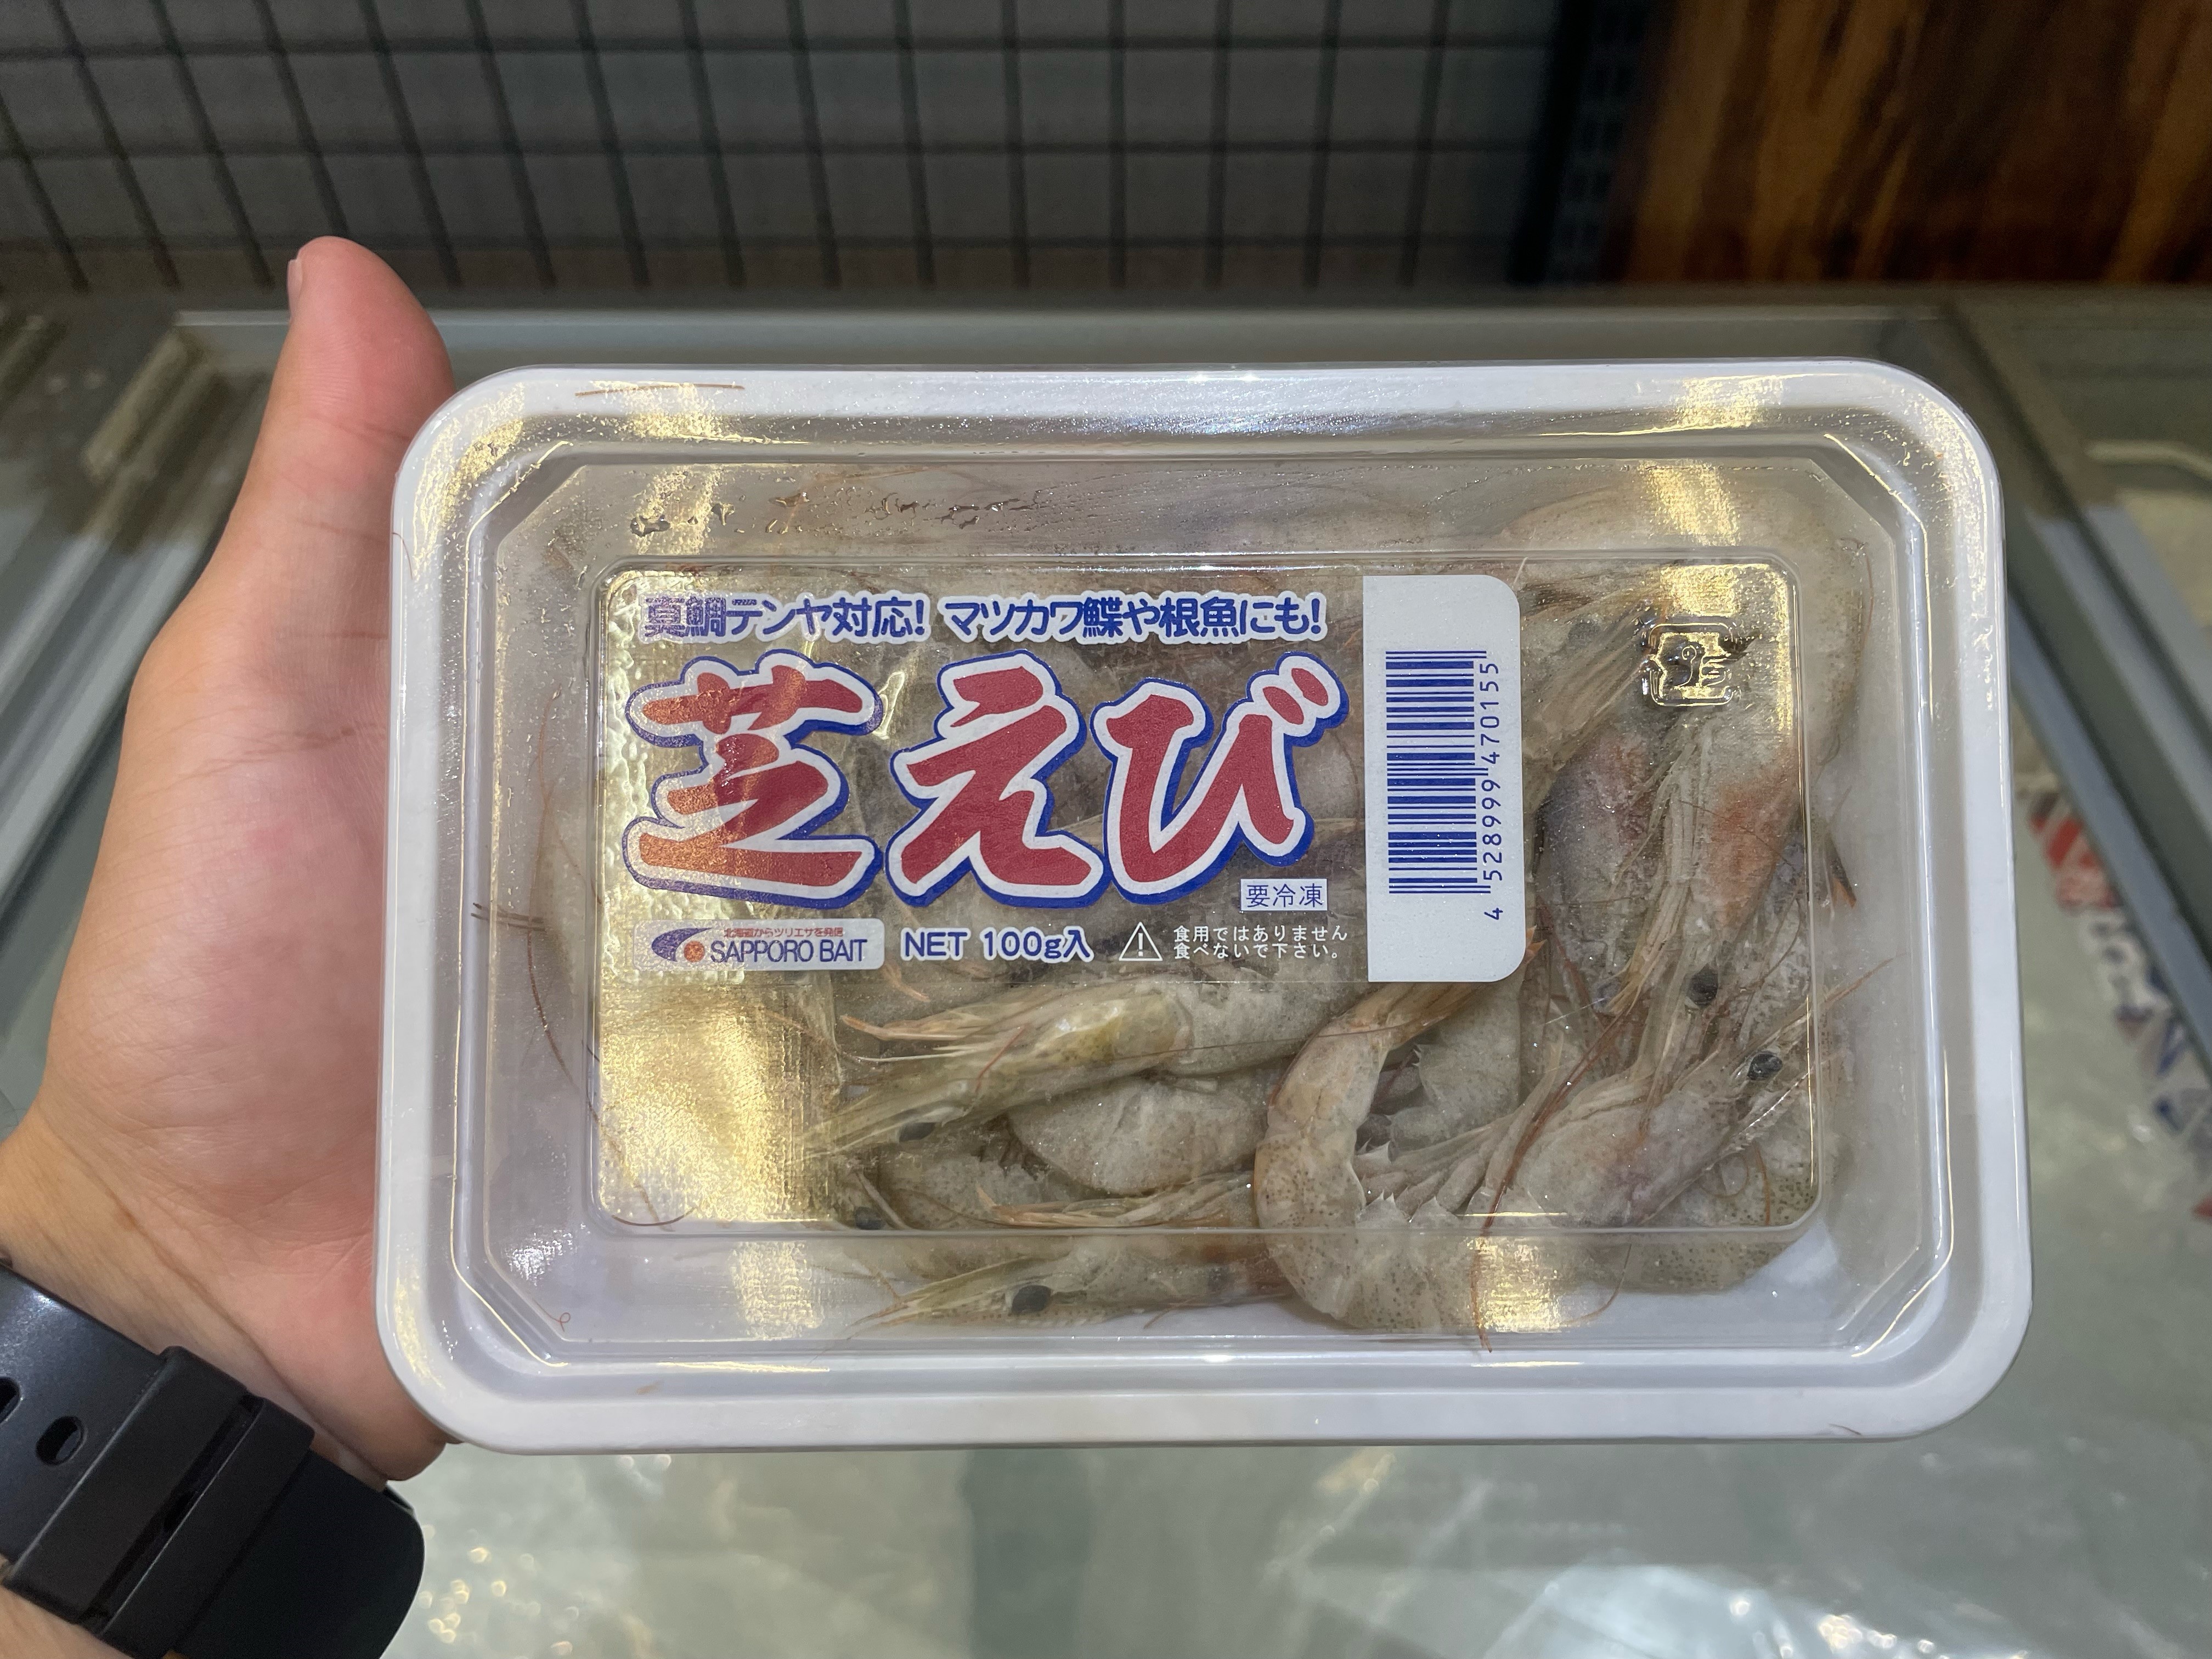 真鯛テンヤ対応! マツカワ鰈や根魚にも!
芝えび
要冷凍
北海道からツリエサを発信
SAPPORO BAIT
NET 100g入
食用ではありません
食べないで下さい。
4 528999 470155